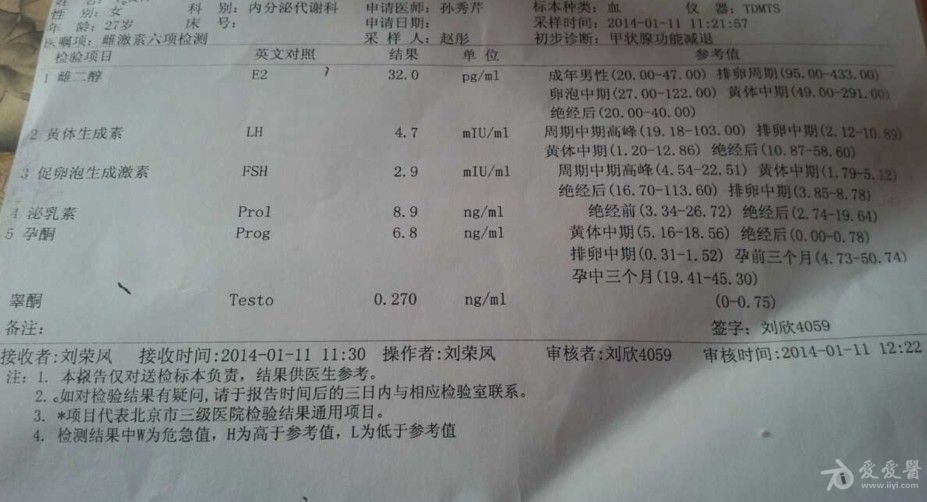 性 别：女 科 别：内分泌代谢科 申请医师：孙秀芹 标本种类：血 仪 器：TDMTS
年 龄：27岁 床 号： 申请日期： 采样时间：2014-01-11 11:21:57
医嘱项：雌激素六项检测 采 样 人：赵彤 初步诊断：甲状腺功能减退
检验项目 英文对照 结果 单 位 参考值
1 雌二醇 E2 32.0 pg/ml 成年男性(20.00-47.00) 排卵周期(95.00-433.00)
卵泡中期(27.00-122.00) 黄体中期(49.00-291.00)
绝经后(20.00-40.00)
2 黄体生成素 LH 4.7 mIU/ml 周期中期高峰(19.18-103.00) 排卵中期(2.12-10.89)
黄体中期(1.20-12.86) 绝经后(10.87-58.60)
3 促卵泡生成激素 FSH 2.9 mIU/ml 周期中期高峰(4.54-22.51) 黄体中期(1.79-5.12)
绝经后(16.70-113.60) 排卵中期(3.85-8.78)
4 泌乳素 Prol 8.9 ng/ml 绝经前(3.34-26.72) 绝经后(2.74-19.64)
5 孕酮 Prog 6.8 ng/ml 黄体中期(5.16-18.56) 绝经后(0.00-0.78)
排卵中期(0.31-1.52) 孕前三个月(4.73-50.74)
孕中三个月(19.41-45.30)
睾酮 Testo 0.270 ng/ml (0-0.75)
备注： 签字：刘欣4059
接收者：刘荣凤 接收时间：2014-01-11 11:30 操作者：刘荣凤 审核者：刘欣4059 审核时间：2014-01-11 12:22
注：1. 本报告仅对送检标本负责，结果供医生参考。
2.。如对检验结果有疑问，请于报告时间后的三日内与相应检验室联系。
3. *项目代表北京市三级医院检验结果通用项目。
4. 检测结果中W为危急值，H为高于参考值，L为低于参考值
爱爱醫
www.iiyi.com